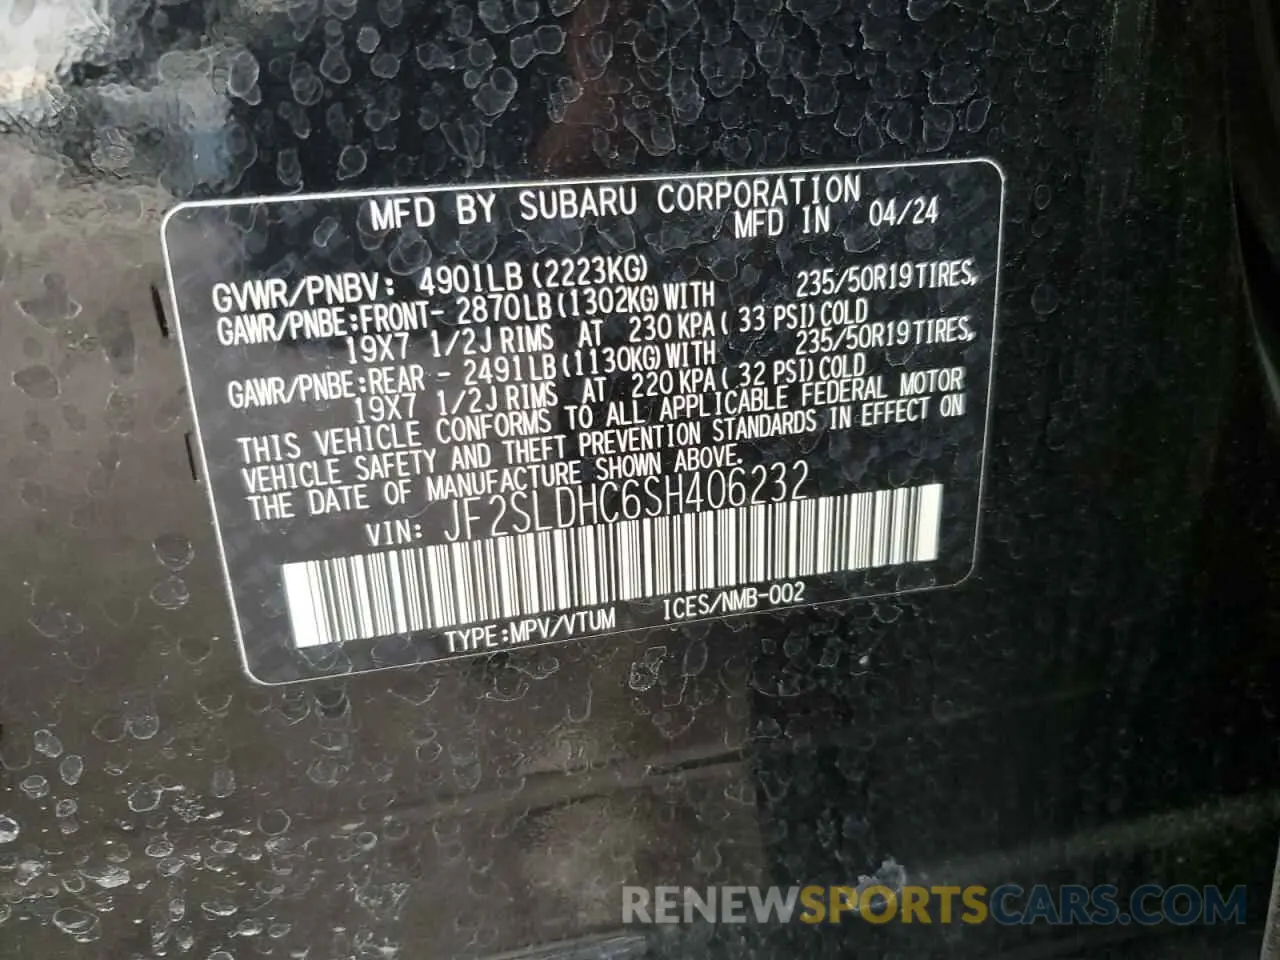 MFD BY SUBARU CORPORATION
MFD IN 04/24
GVWR/PNBV: 4901LB (2223KG)
GAWR/PNBE:FRONT- 2870LB (1302KG) WITH 235/50R19 TIRES,
19X7 1/2J RIMS AT 230 KPA ( 33 PSI) COLD
GAWR/PNBE:REAR - 2491LB (1130KG) WITH 235/50R19 TIRES,
19X7 1/2J RIMS AT 220 KPA ( 32 PSI) COLD
THIS VEHICLE CONFORMS TO ALL APPLICABLE FEDERAL MOTOR
VEHICLE SAFETY AND THEFT PREVENTION STANDARDS IN EFFECT ON
THE DATE OF MANUFACTURE SHOWN ABOVE.
VIN: JF2SLDHC6SH406232
TYPE:MPV/VTUM ICES/NMB-002
RENEWSPORTSCARS.COM